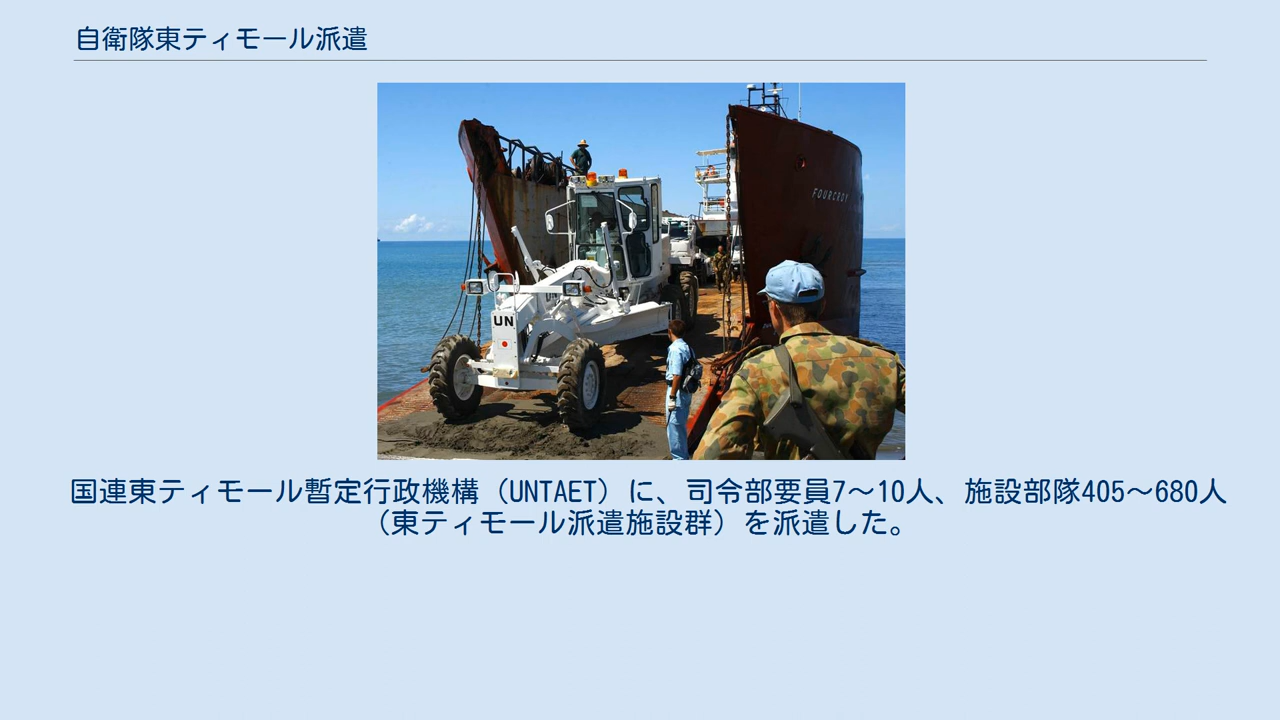 自衛隊東ティモール派遣
FOURCROY
UN
国連東ティモール暫定行政機構（UNTAET）に、司令部要員7～10人、施設部隊405～680人
（東ティモール派遣施設群）を派遣した。